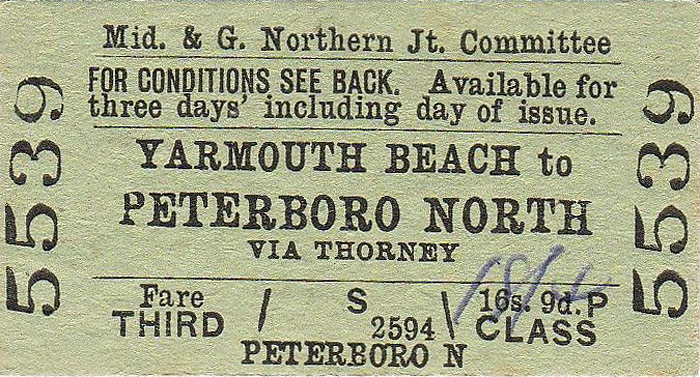 Mid. & G. Northern Jt. Committee
FOR CONDITIONS SEE BACK. Available for
three days' including day of issue.
YARMOUTH BEACH to
PETERBORO NORTH
VIA THORNEY
Fare / S \ 16s. 9d. P
THIRD 2594 CLASS
PETERBORO N
5539
5539